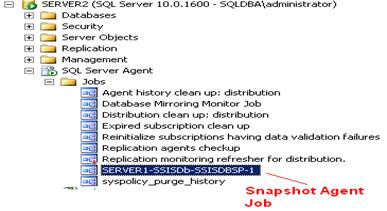 SERVER2 (SQL Server 10.0.1600 - SQLDBA\administrator)
Databases
Security
Server Objects
Replication
Management
SQL Server Agent
Jobs
Agent history clean up: distribution
Database Mirroring Monitor Job
Distribution clean up: distribution
Expired subscription clean up
Reinitialize subscriptions having data validation failures
Replication agents checkup
Replication monitoring refresher for distribution.
SERVER1-SSISDb-SSISDBSP-1
syspolicy_purge_history
Snapshot Agent
Job